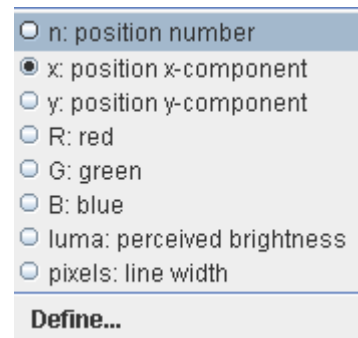 n: position number
x: position x-component
y: position y-component
R: red
G: green
B: blue
luma: perceived brightness
pixels: line width
Define...